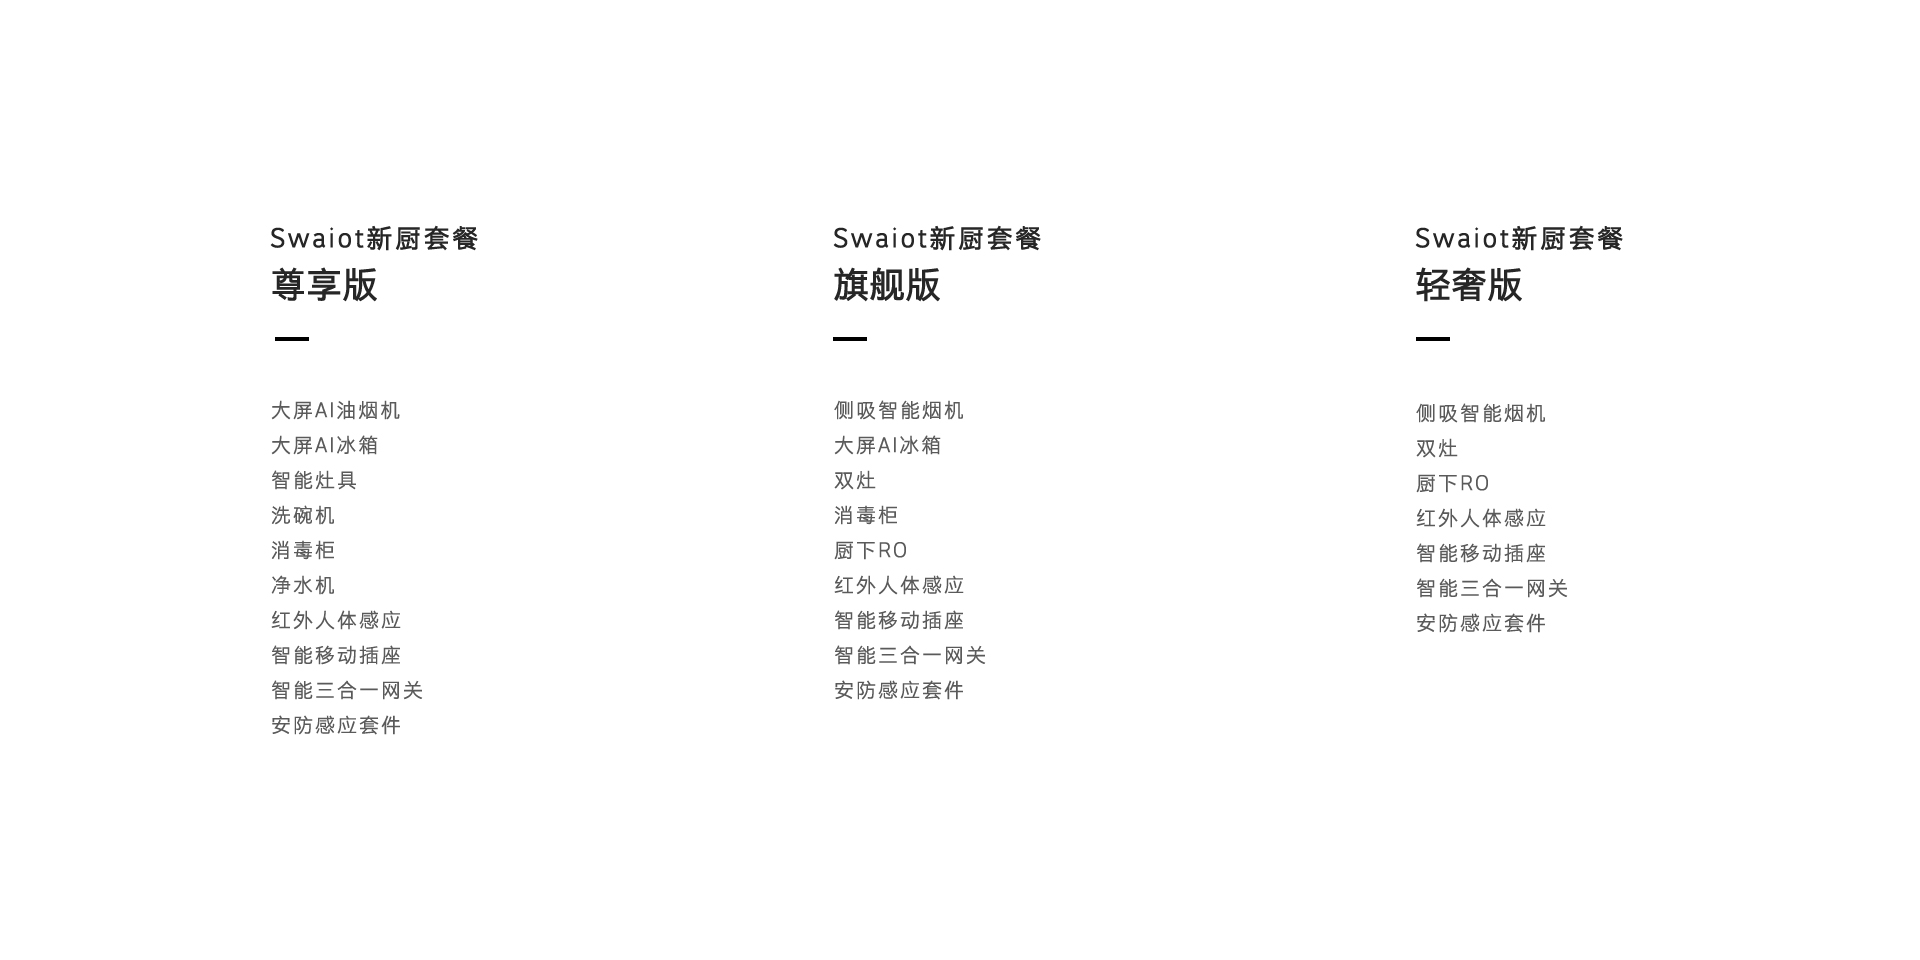 Swaiot新厨套餐
尊享版
大屏AI油烟机
大屏AI冰箱
智能灶具
洗碗机
消毒柜
净水机
红外人体感应
智能移动插座
智能三合一网关
安防感应套件
Swaiot新厨套餐
旗舰版
侧吸智能烟机
大屏AI冰箱
双灶
消毒柜
厨下RO
红外人体感应
智能移动插座
智能三合一网关
安防感应套件
Swaiot新厨套餐
轻奢版
侧吸智能烟机
双灶
厨下RO
红外人体感应
智能移动插座
智能三合一网关
安防感应套件